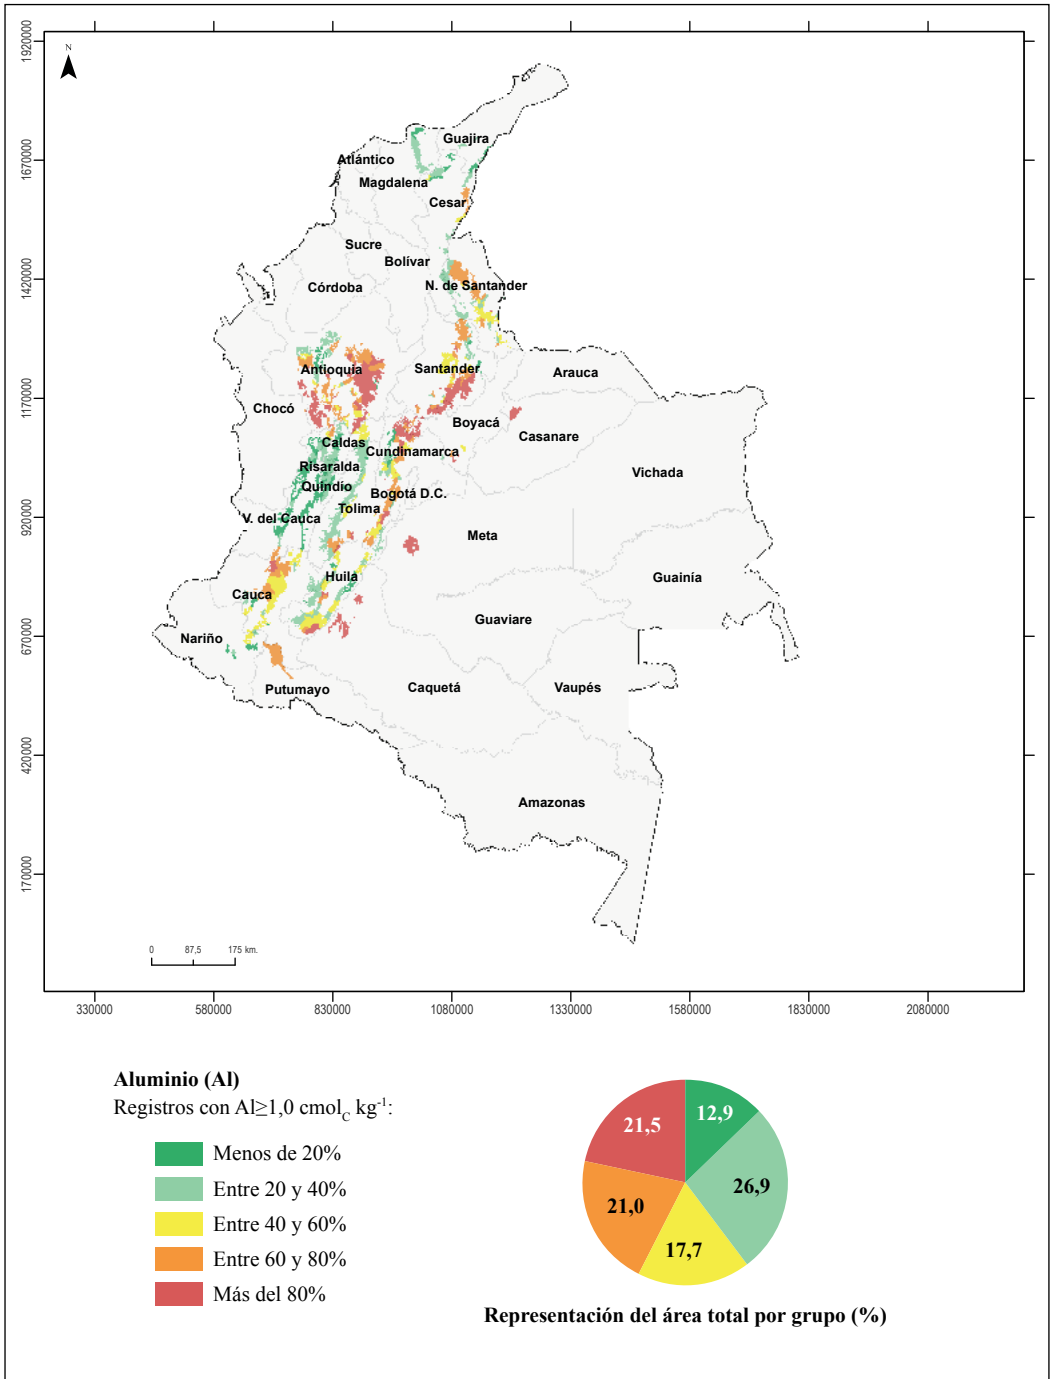 N
1920000
1670000
1420000
1170000
920000
670000
420000
170000
Guajira
Atlántico
Magdalena
Cesar
Sucre
Bolívar
Córdoba
N. de Santander
Antioquia
Santander
Arauca
Chocó
Boyacá
Casanare
Caldas
Cundinamarca
Risaralda
Vichada
Quindío
Bogotá D.C.
Tolima
V. del Cauca
Meta
Huila
Guainía
Cauca
Guaviare
Nariño
Putumayo
Caquetá
Vaupés
Amazonas
0 87,5 175 km.
330000 580000 830000 1080000 1330000 1580000 1830000 2080000
Aluminio (Al)
Registros con Al≥1,0 cmol_C kg⁻¹:
Menos de 20%
Entre 20 y 40%
Entre 40 y 60%
Entre 60 y 80%
Más del 80%
12,9
21,5
26,9
21,0
17,7
Representación del área total por grupo (%)